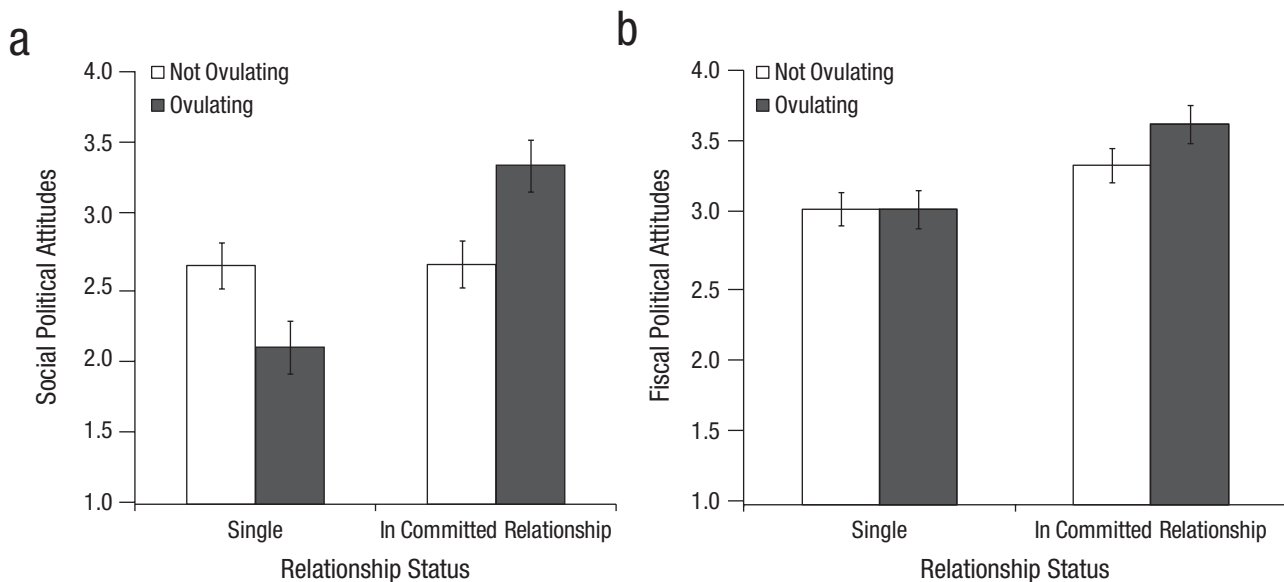 a
Not Ovulating
Ovulating
4.0
3.5
3.0
2.5
2.0
1.5
1.0
Social Political Attitudes
Single
In Committed Relationship
Relationship Status
b
Not Ovulating
Ovulating
4.0
3.5
3.0
2.5
2.0
1.5
1.0
Fiscal Political Attitudes
Single
In Committed Relationship
Relationship Status